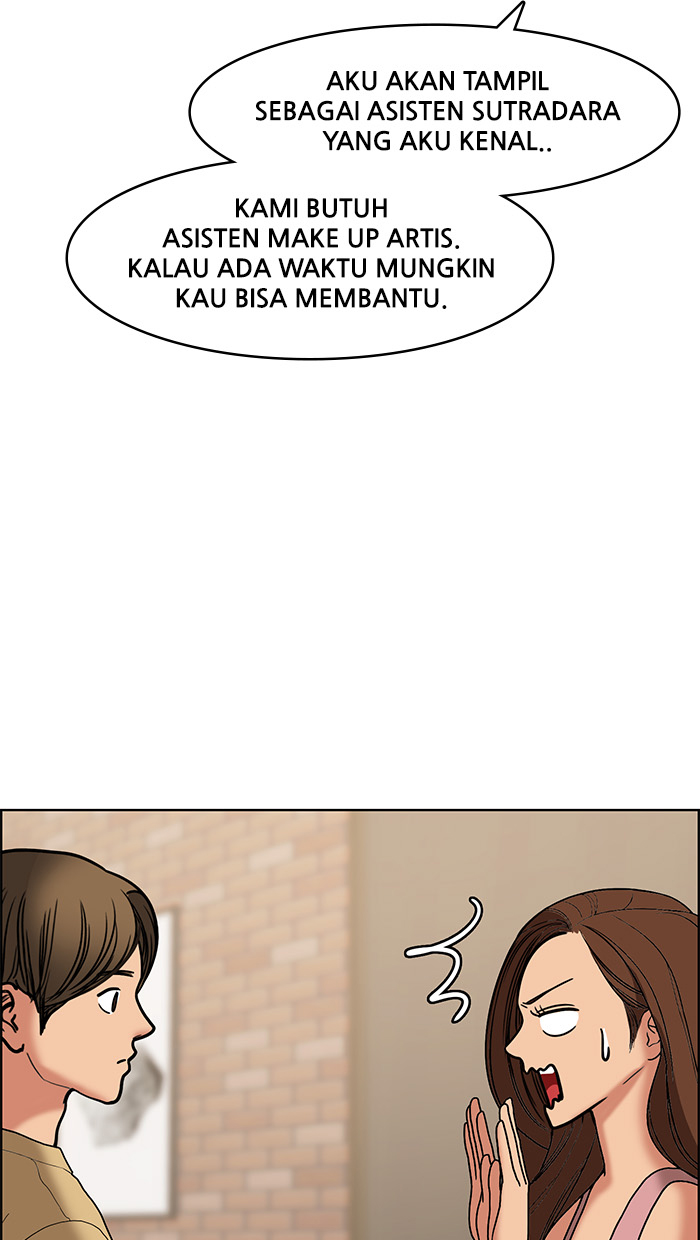 AKU AKAN TAMPIL
SEBAGAI ASISTEN SUTRADARA
YANG AKU KENAL..
KAMI BUTUH
ASISTEN MAKE UP ARTIS.
KALAU ADA WAKTU MUNGKIN
KAU BISA MEMBANTU.